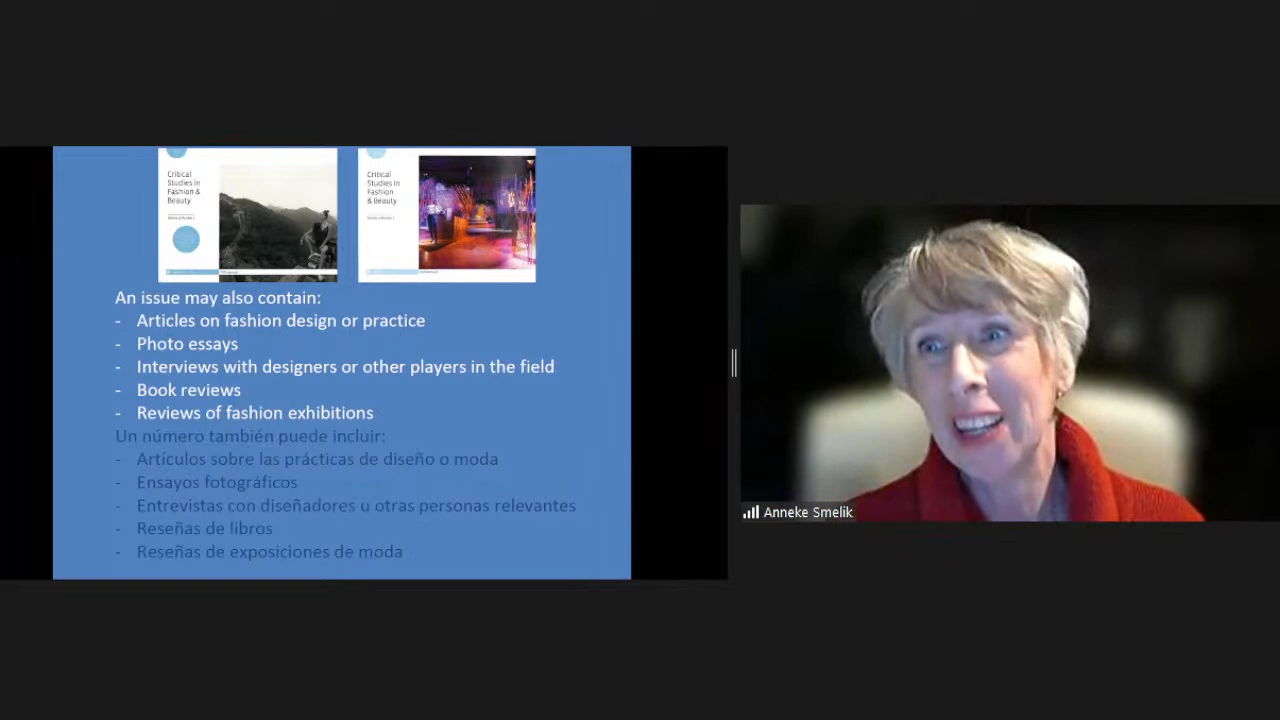 Critical
Studies in
Fashion &
Beauty
Critical
Studies in
Fashion
& Beauty
An issue may also contain:
- Articles on fashion design or practice
- Photo essays
- Interviews with designers or other players in the field
- Book reviews
- Reviews of fashion exhibitions
Un número también puede incluir:
- Artículos sobre las prácticas de diseño o moda
- Ensayos fotográficos
- Entrevistas con diseñadores u otras personas relevantes
- Reseñas de libros
- Reseñas de exposiciones de moda
Anneke Smelik